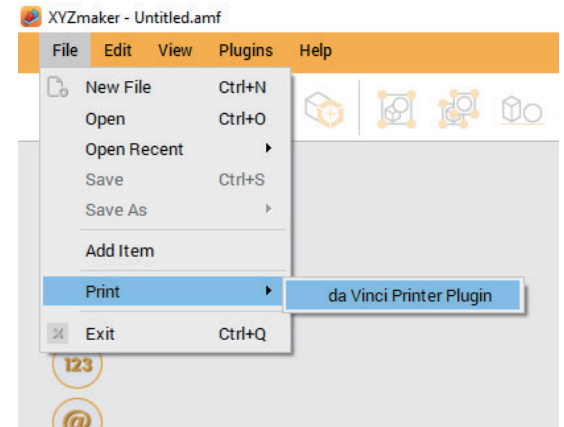 XYZmaker - Untitled.amf
File Edit View Plugins Help
New File Ctrl+N
Open Ctrl+O
Open Recent
Save Ctrl+S
Save As
Add Item
Print da Vinci Printer Plugin
Exit Ctrl+Q
123
@